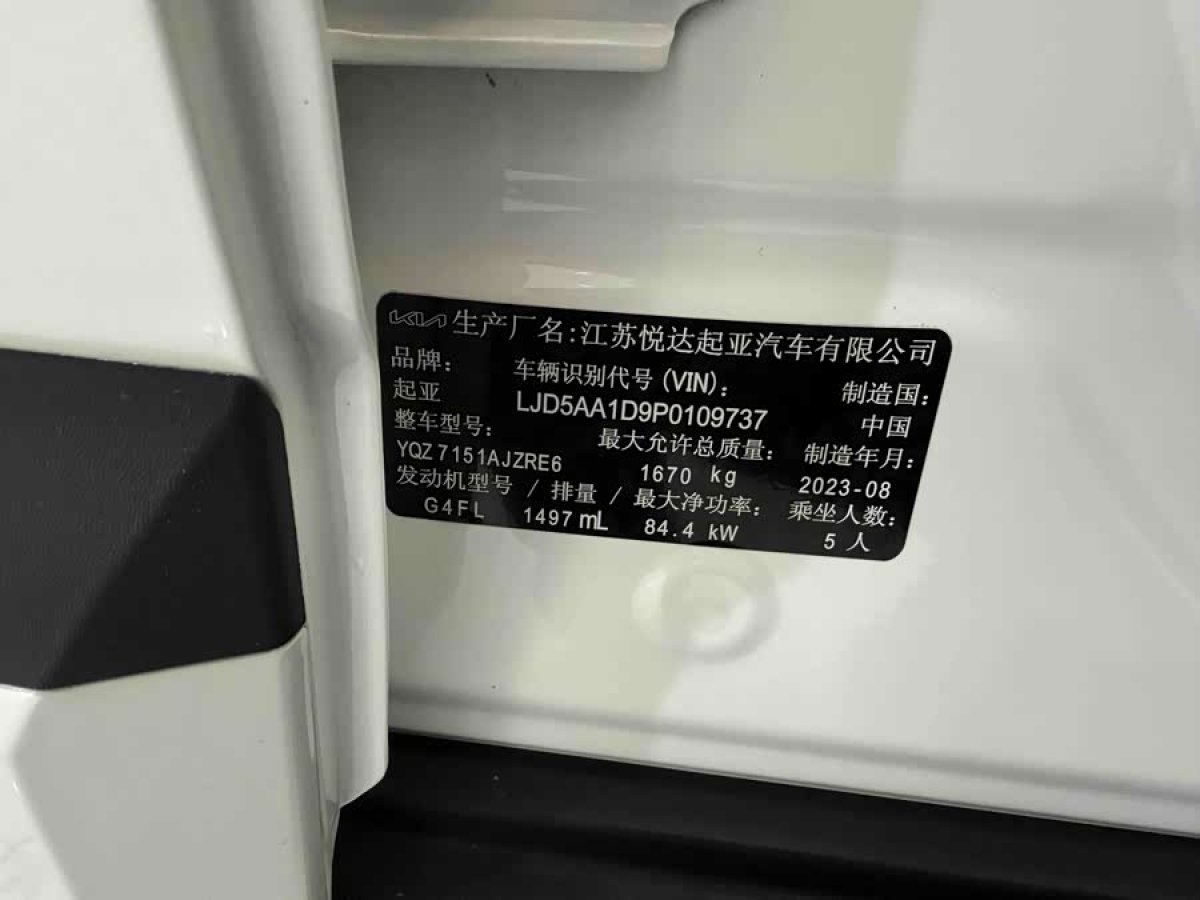 KIA 生产厂名:江苏悦达起亚汽车有限公司
品牌: 车辆识别代号(VIN): 制造国:
起亚 LJD5AA1D9P0109737 中国
整车型号: 最大允许总质量: 制造年月:
YQZ7151AJZRE6 1670 kg 2023-08
发动机型号 / 排量 / 最大净功率: 乘坐人数:
G4FL 1497mL 84.4 kW 5 人